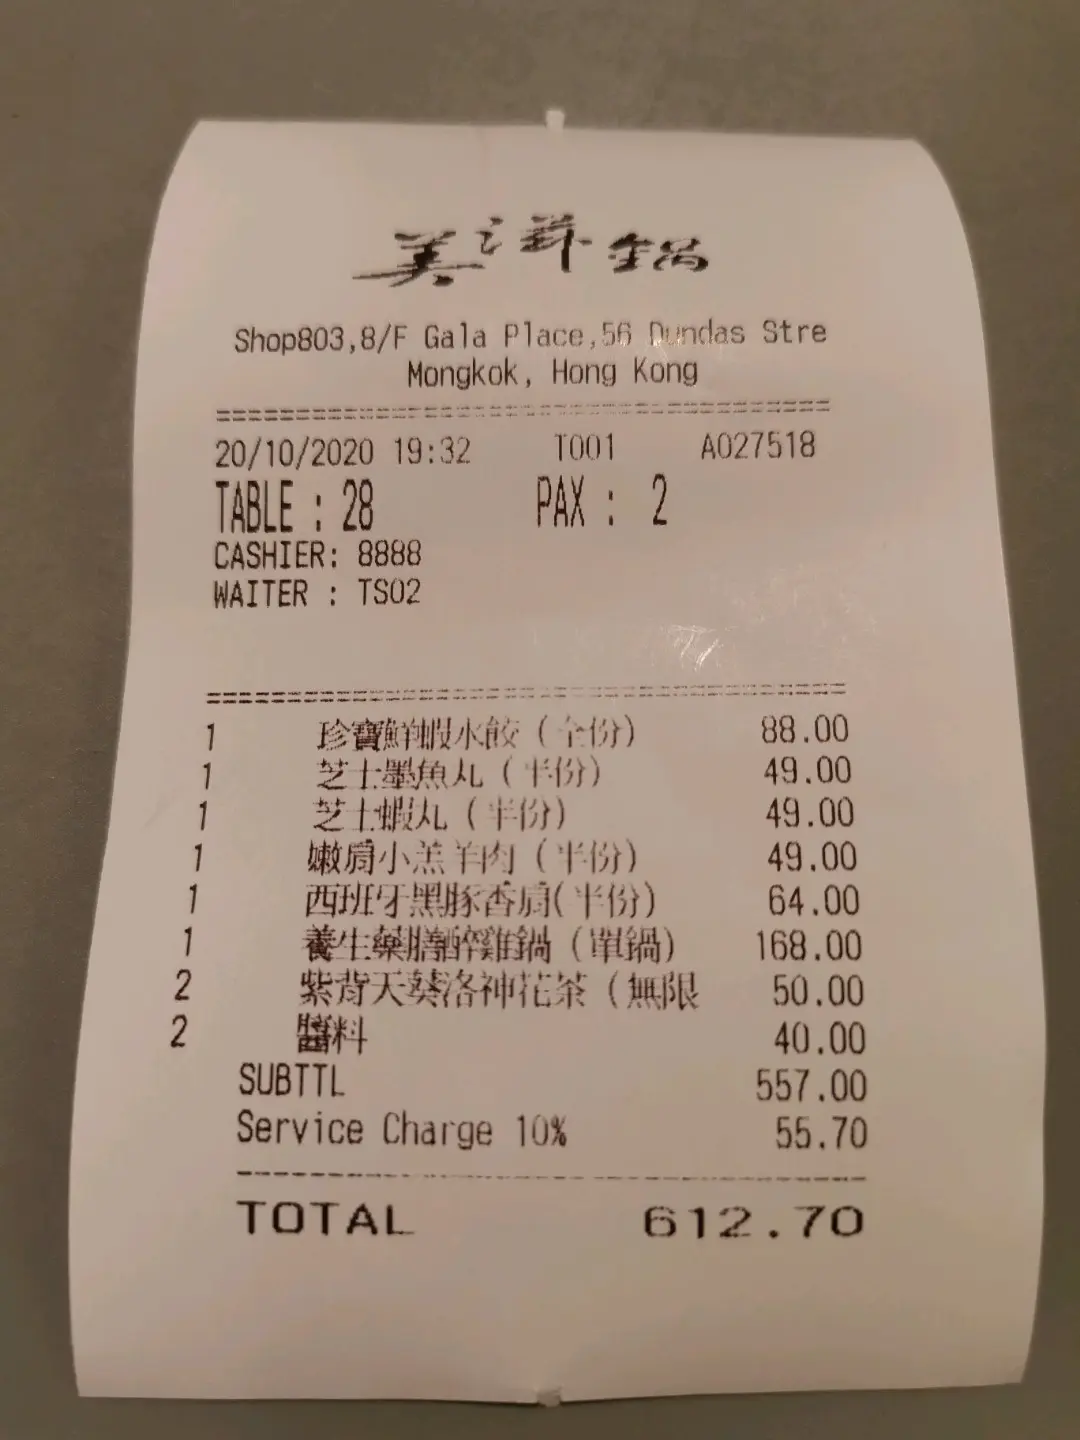 美之鮮鍋
Shop803,8/F Gala Place,56 Dundas Stre
Mongkok, Hong Kong
20/10/2020 19:32 T001 A027518
TABLE : 28 PAX : 2
CASHIER: 8888
WAITER : TS02
1 珍寶鮮蝦水餃（全份） 88.00
1 芝士墨魚丸（半份） 49.00
1 芝士蝦丸（半份） 49.00
1 嫩肩小羔羊肉（半份） 49.00
1 西班牙黑豚香肩(半份） 64.00
1 養生藥膳醉雞鍋（單鍋） 168.00
2 紫背天葵洛神花茶（無限 50.00
2 醬料 40.00
SUBTTL 557.00
Service Charge 10% 55.70
TOTAL 612.70